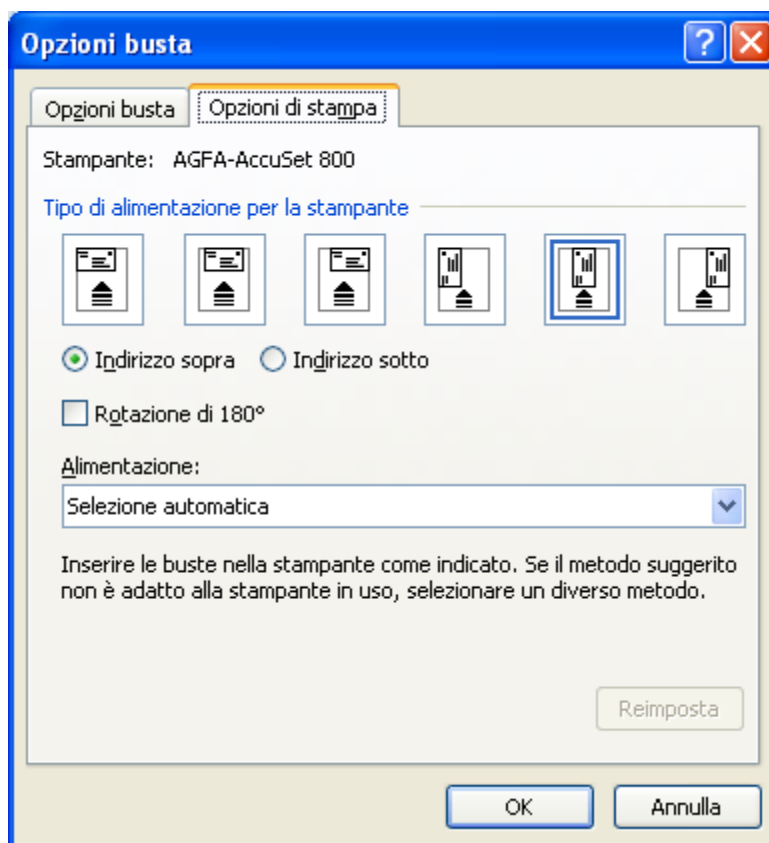 Opzioni busta
Opzioni busta Opzioni di stampa
Stampante: AGFA-AccuSet 800
Tipo di alimentazione per la stampante
Indirizzo sopra Indirizzo sotto
Rotazione di 180°
Alimentazione:
Selezione automatica
Inserire le buste nella stampante come indicato. Se il metodo suggerito
non è adatto alla stampante in uso, selezionare un diverso metodo.
Reimposta
OK Annulla